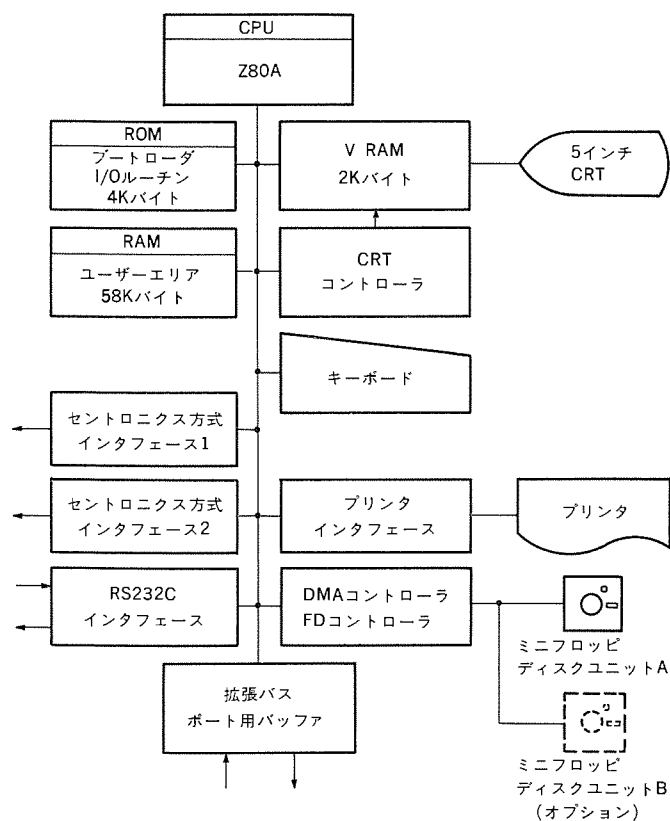 CPU
Z80A
ROM
ブートローダ
I/Oルーチン
4Kバイト
V RAM
2Kバイト
5インチ
CRT
RAM
ユーザーエリア
58Kバイト
CRT
コントローラ
キーボード
セントロニクス方式
インタフェース1
セントロニクス方式
インタフェース2
プリンタ
インタフェース
プリンタ
RS232C
インタフェース
DMAコントローラ
FDコントローラ
ミニフロッピ
ディスクユニットA
拡張バス
ポート用バッファ
ミニフロッピ
ディスクユニットB
(オプション)